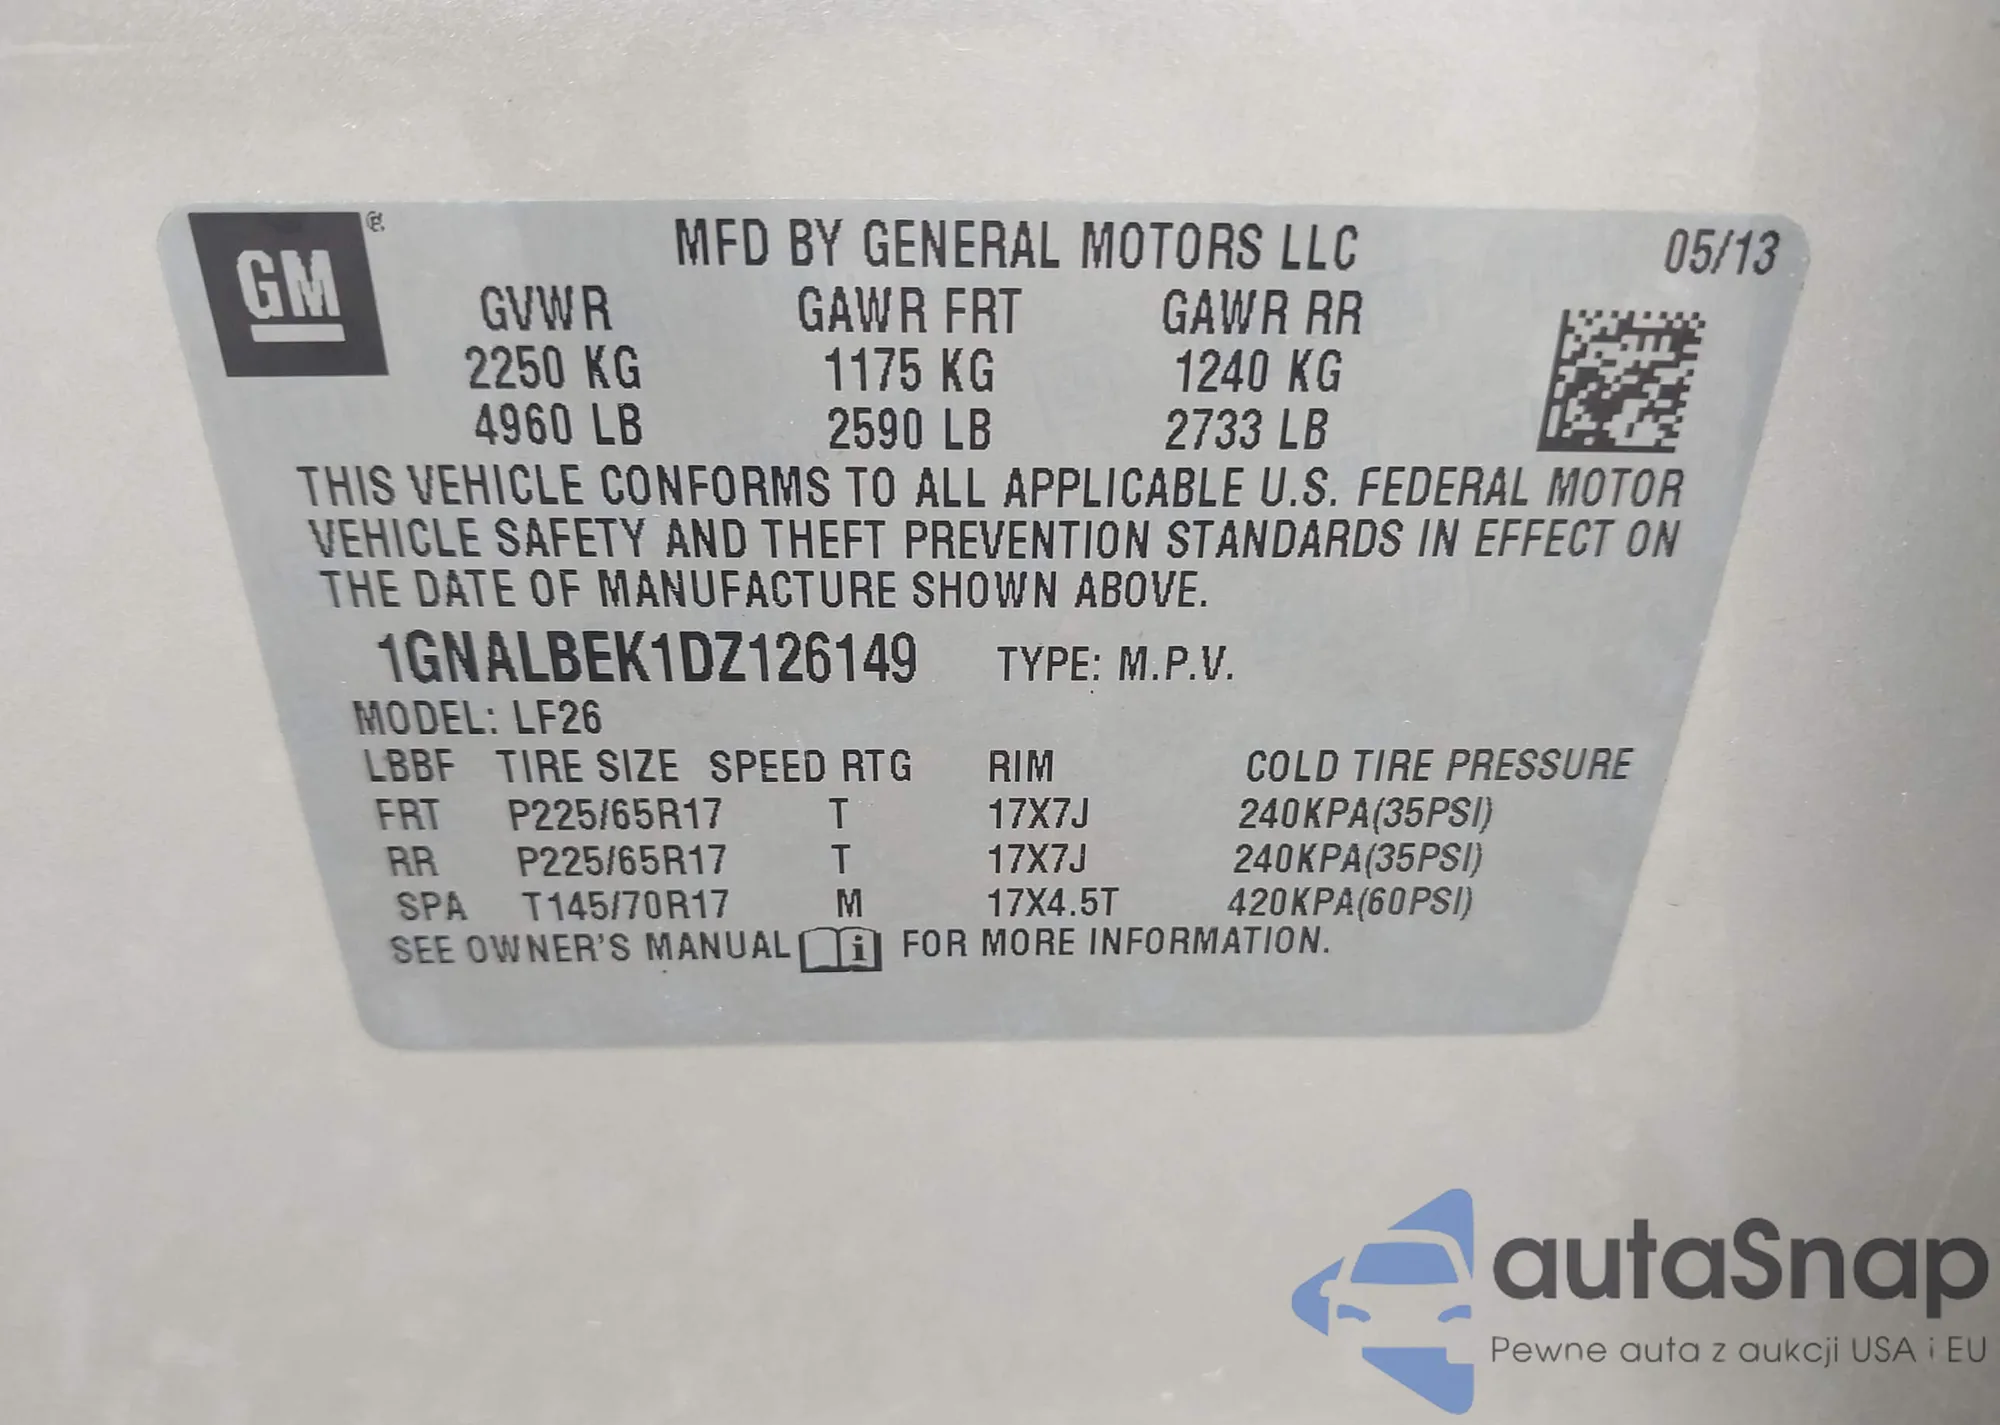 GM ®
MFD BY GENERAL MOTORS LLC 05/13
GVWR GAWR FRT GAWR RR
2250 KG 1175 KG 1240 KG
4960 LB 2590 LB 2733 LB
THIS VEHICLE CONFORMS TO ALL APPLICABLE U.S. FEDERAL MOTOR
VEHICLE SAFETY AND THEFT PREVENTION STANDARDS IN EFFECT ON
THE DATE OF MANUFACTURE SHOWN ABOVE.
1GNALBEK1DZ126149 TYPE: M.P.V.
MODEL: LF26
LBBF TIRE SIZE SPEED RTG RIM COLD TIRE PRESSURE
FRT P225/65R17 T 17X7J 240KPA(35PSI)
RR P225/65R17 T 17X7J 240KPA(35PSI)
SPA T145/70R17 M 17X4.5T 420KPA(60PSI)
SEE OWNER'S MANUAL i FOR MORE INFORMATION.
autaSnap
Pewne auta z aukcji USA i EU